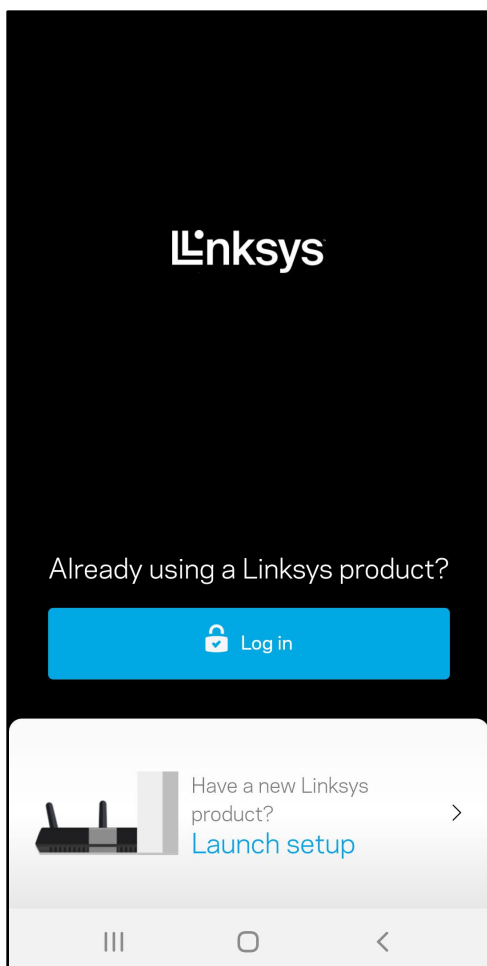 Linksys
Already using a Linksys product?
Log in
Have a new Linksys
product?
Launch setup